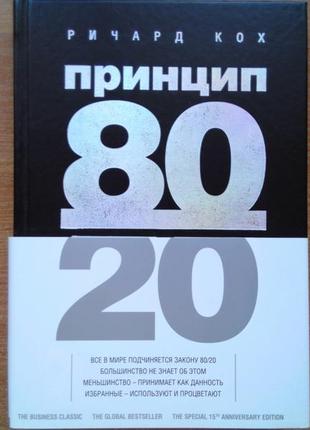 РИЧАРД КОХ
ПРИНЦИП
80
20
ВСЕ В МИРЕ ПОДЧИНЯЕТСЯ ЗАКОНУ 80/20
БОЛЬШИНСТВО НЕ ЗНАЕТ ОБ ЭТОМ
МЕНЬШИНСТВО – ПРИНИМАЕТ КАК ДАННОСТЬ
ИЗБРАННЫЕ – ИСПОЛЬЗУЮТ И ПРОЦВЕТАЮТ
THE BUSINESS CLASSIC THE GLOBAL BESTSELLER THE SPECIAL 15TH ANNIVERSARY EDITION